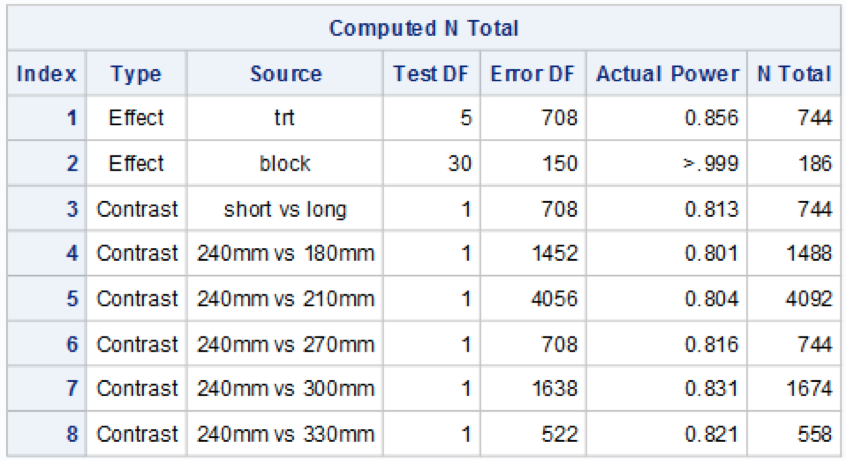 Computed N Total
Index Type Source Test DF Error DF Actual Power N Total
1 Effect trt 5 708 0.856 744
2 Effect block 30 150 >.999 186
3 Contrast short vs long 1 708 0.813 744
4 Contrast 240mm vs 180mm 1 1452 0.801 1488
5 Contrast 240mm vs 210mm 1 4056 0.804 4092
6 Contrast 240mm vs 270mm 1 708 0.816 744
7 Contrast 240mm vs 300mm 1 1638 0.831 1674
8 Contrast 240mm vs 330mm 1 522 0.821 558